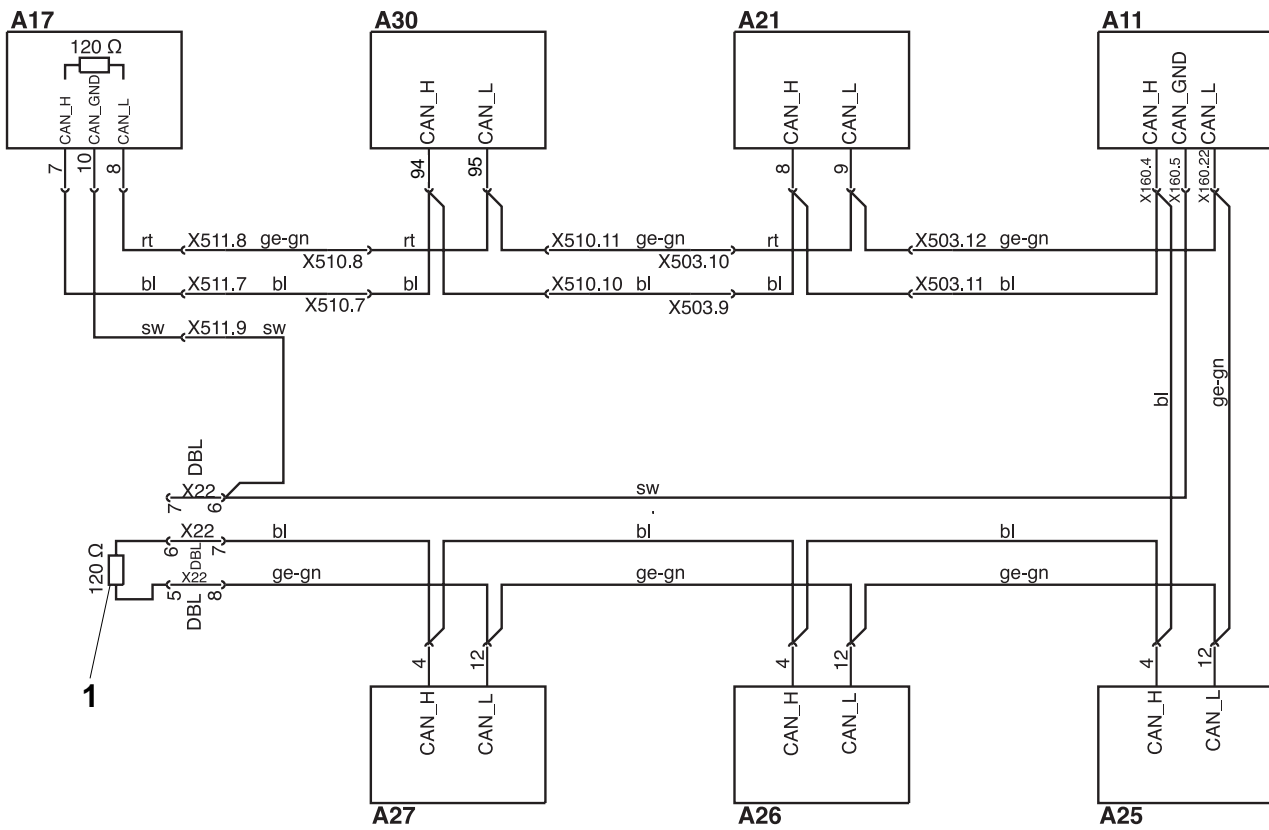 A17
A30
A21
A11
120 Ω
CAN_H
CAN_GND
CAN_L
CAN_H
CAN_L
CAN_H
CAN_L
CAN_H
CAN_GND
CAN_L
7
10
8
94
95
8
9
X160.4
X160.5
X160.22
rt
X511.8
ge-gn
X510.8
rt
X510.11
ge-gn
X503.10
rt
X503.12
ge-gn
bl
X511.7
bl
X510.7
bl
X510.10
bl
X503.9
bl
X503.11
bl
sw
X511.9
sw
bl
ge-gn
DBL
X22
7
6
sw
X22
6
7
DBL
bl
bl
bl
120 Ω
X22
5
8
DBL
ge-gn
ge-gn
ge-gn
1
4
12
4
12
4
12
CAN_H
CAN_L
CAN_H
CAN_L
CAN_H
CAN_L
A27
A26
A25